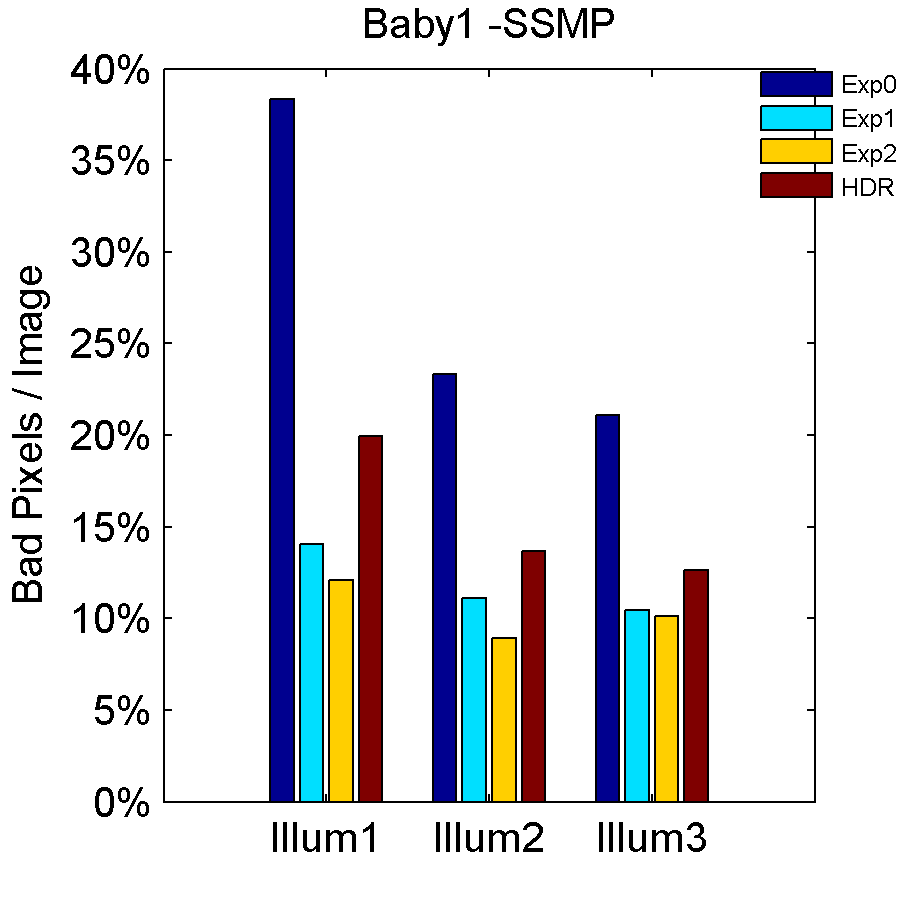 Baby1 -SSMP
40%
35%
30%
25%
20%
15%
10%
5%
0%
Bad Pixels / Image
Illum1 Illum2 Illum3
Exp0
Exp1
Exp2
HDR